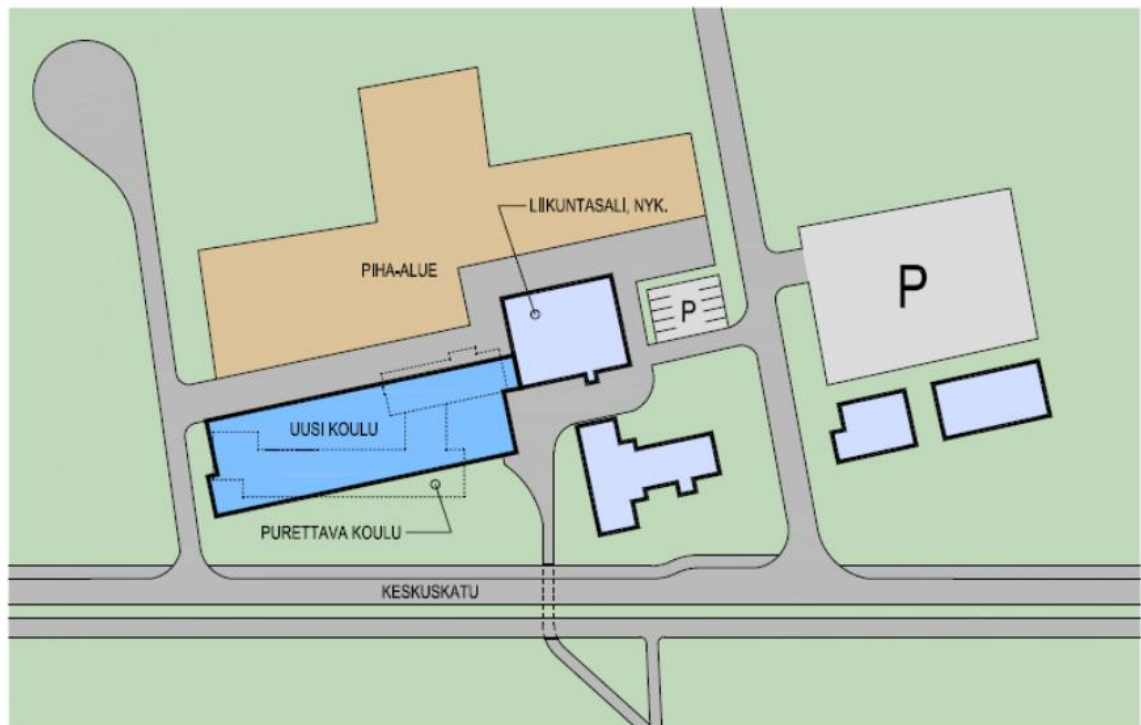 LIIKUNTASALI, NYK.
PIHA-ALUE
P
P
UUSI KOULU
PURETTAVA KOULU
KESKUSKATU